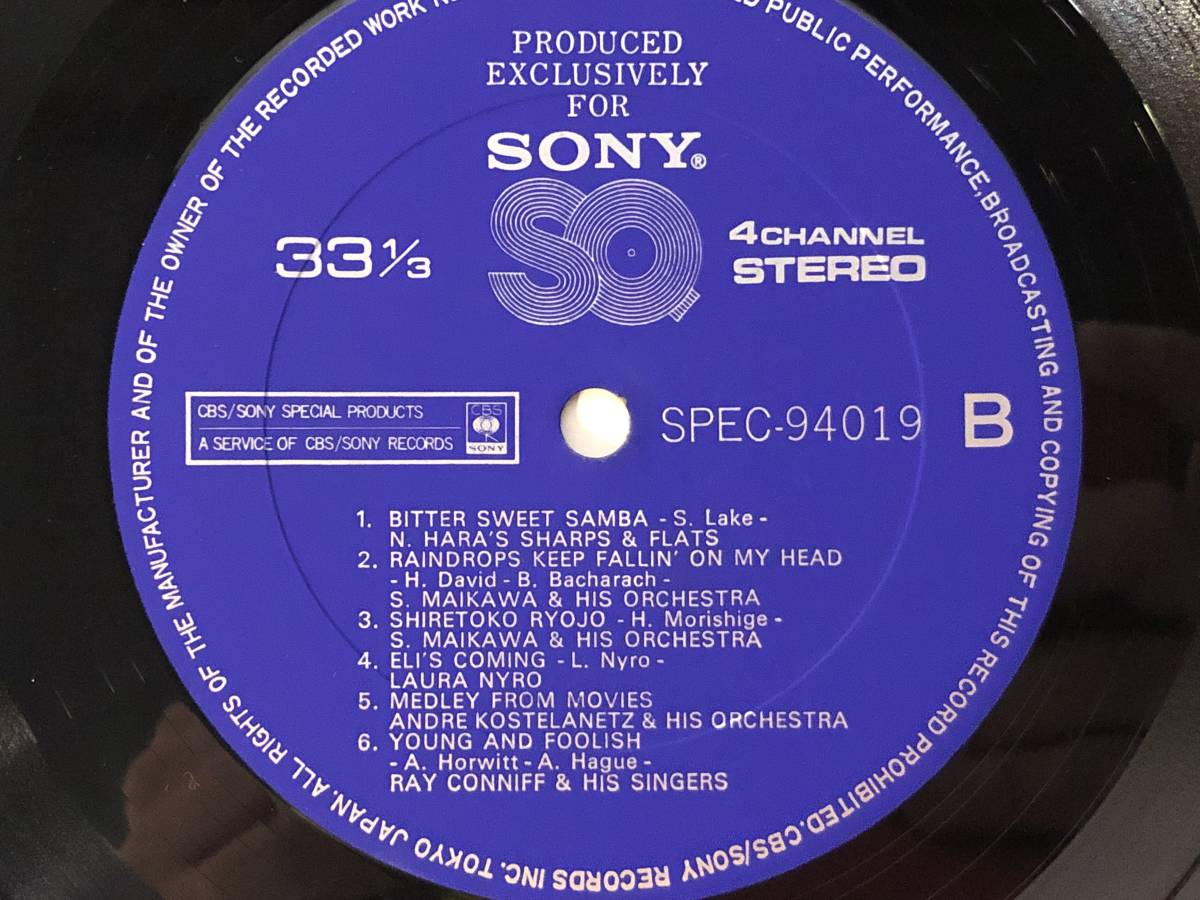 PRODUCED
EXCLUSIVELY
FOR
SONY®
SQ
33 1/3
4 CHANNEL
STEREO
CBS/SONY SPECIAL PRODUCTS
A SERVICE OF CBS/SONY RECORDS
CBS
SONY
SPEC-94019
B
1. BITTER SWEET SAMBA - S. Lake -
N. HARA'S SHARPS & FLATS
2. RAINDROPS KEEP FALLIN' ON MY HEAD
- H. David - B. Bacharach -
S. MAIKAWA & HIS ORCHESTRA
3. SHIRETOKO RYOJO - H. Morishige -
S. MAIKAWA & HIS ORCHESTRA
4. ELI'S COMING - L. Nyro -
LAURA NYRO
5. MEDLEY FROM MOVIES
ANDRE KOSTELANETZ & HIS ORCHESTRA
6. YOUNG AND FOOLISH
- A. Horwitt - A. Hague -
RAY CONNIFF & HIS SINGERS
ALL RIGHTS OF THE MANUFACTURER AND OF THE OWNER OF THE RECORDED WORK
PUBLIC PERFORMANCE, BROADCASTING AND COPYING OF THIS RECORD PROHIBITED. CBS/SONY RECORDS INC. TOKYO JAPAN.